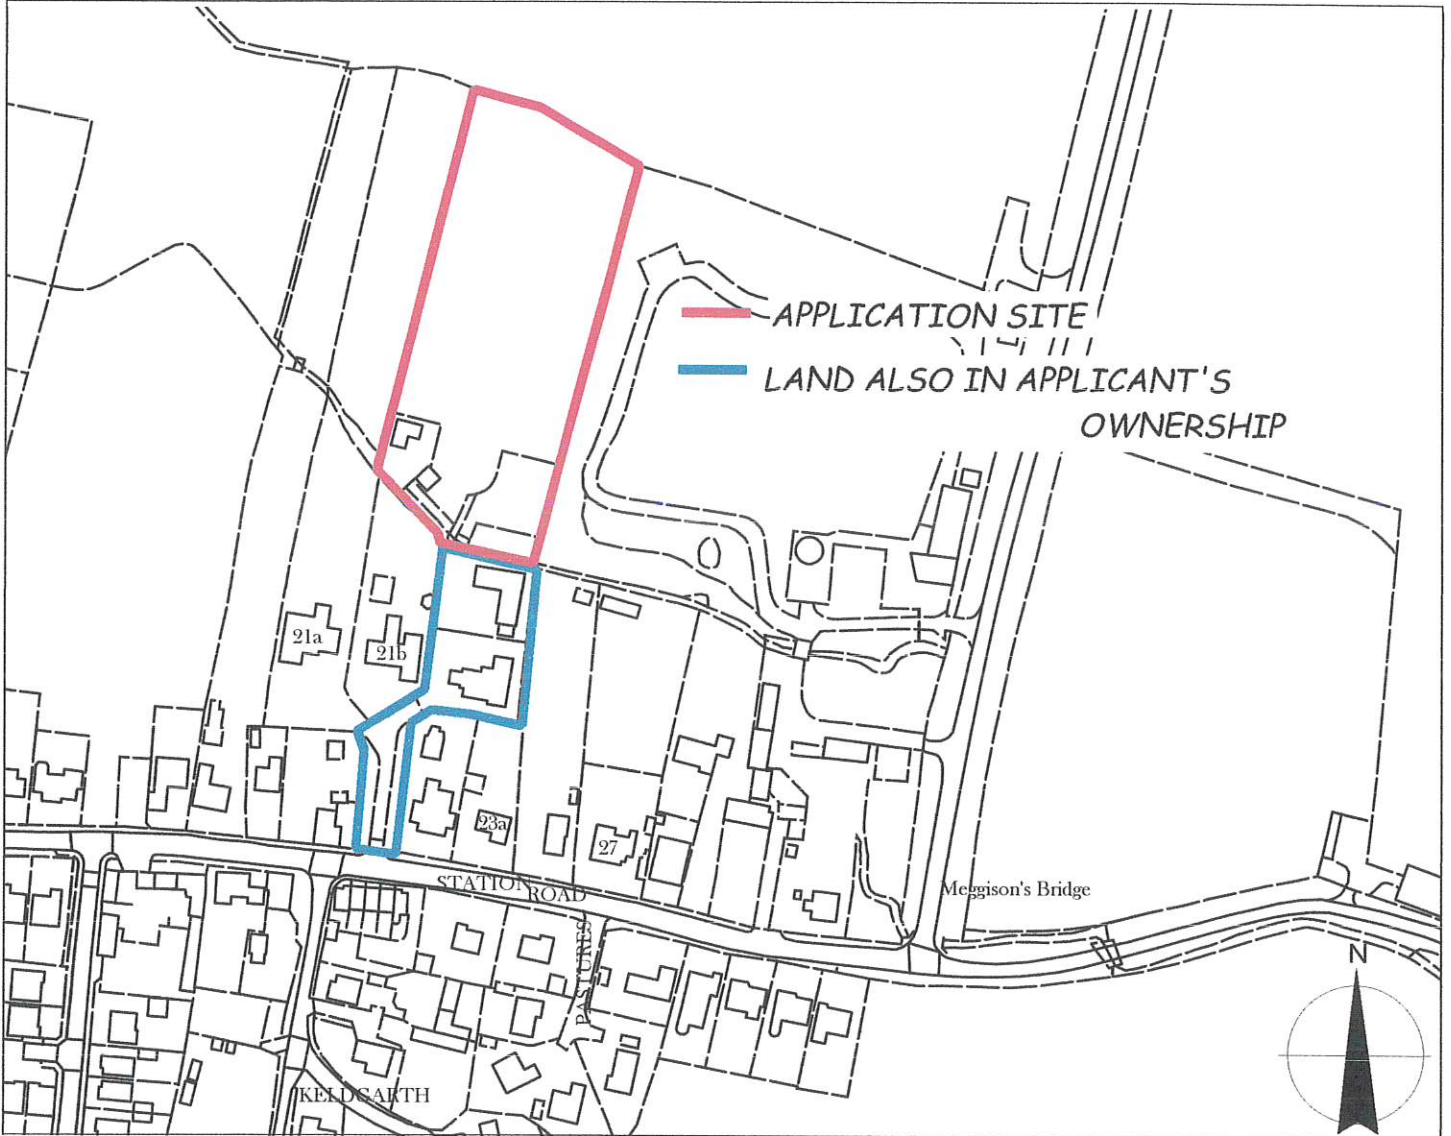 APPLICATION SITE
LAND ALSO IN APPLICANT'S
OWNERSHIP
21a
21b
23a
27
STATION ROAD
Meggison's Bridge
PASTURES
N
KELDGARTH